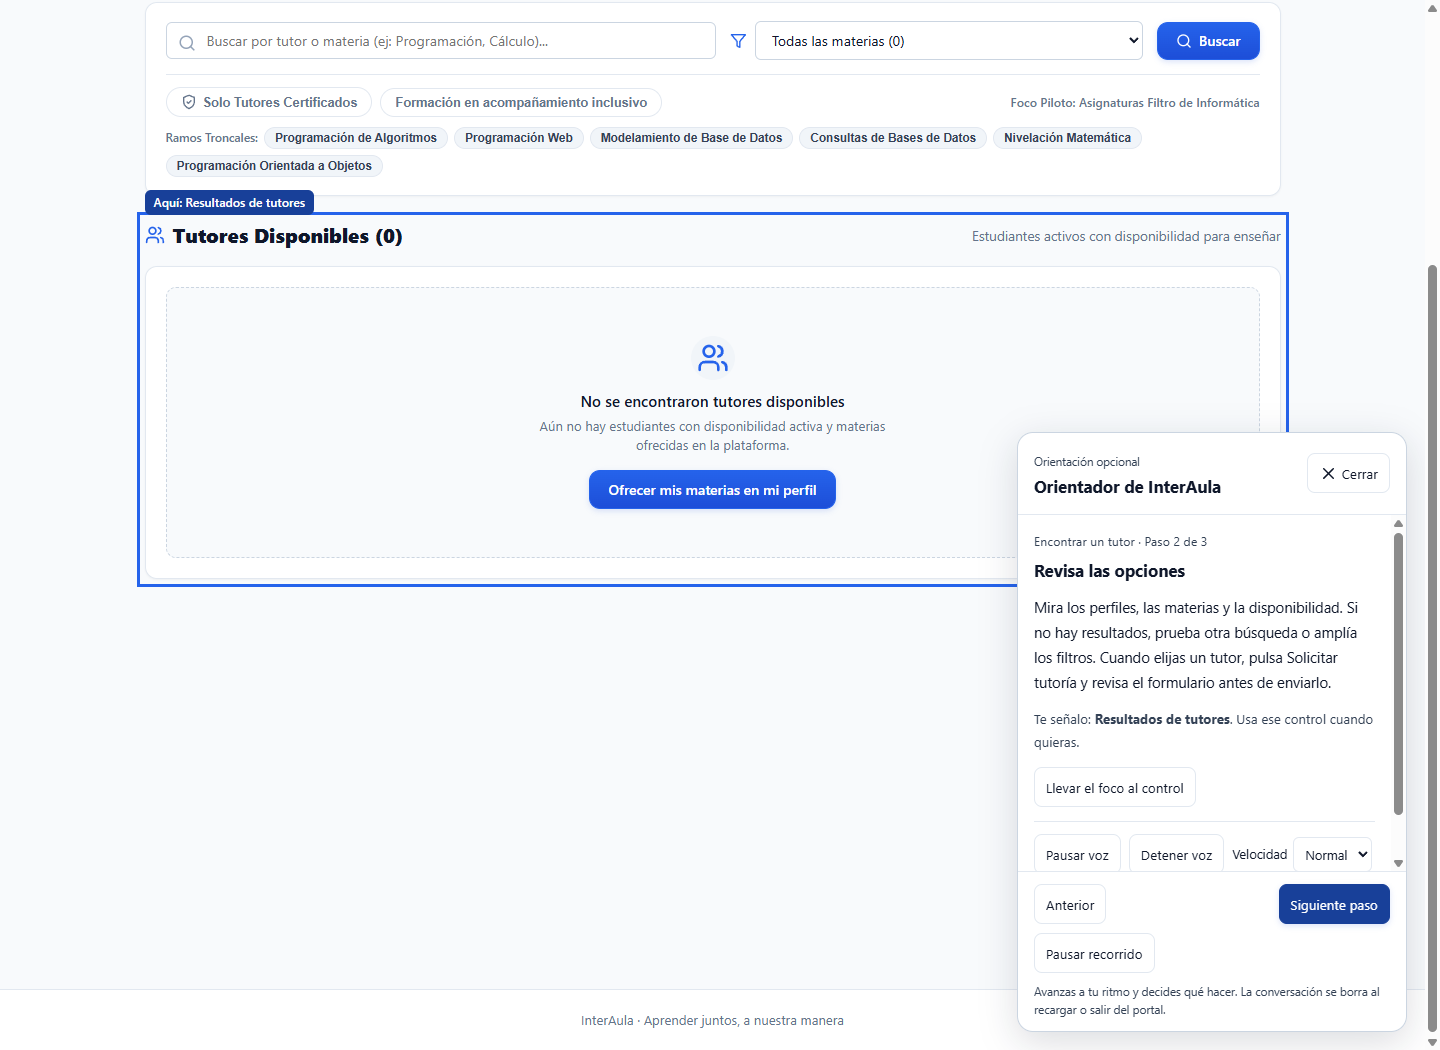 Buscar por tutor o materia (ej: Programación, Cálculo)...
Todas las materias (0)
Buscar
Solo Tutores Certificados
Formación en acompañamiento inclusivo
Foco Piloto: Asignaturas Filtro de Informática
Ramos Troncales:
Programación de Algoritmos
Programación Web
Modelamiento de Base de Datos
Consultas de Bases de Datos
Nivelación Matemática
Programación Orientada a Objetos
Aquí: Resultados de tutores
Tutores Disponibles (0)
Estudiantes activos con disponibilidad para enseñar
No se encontraron tutores disponibles
Aún no hay estudiantes con disponibilidad activa y materias
ofrecidas en la plataforma.
Ofrecer mis materias en mi perfil
Orientación opcional
Orientador de InterAula
Cerrar
Encontrar un tutor · Paso 2 de 3
Revisa las opciones
Mira los perfiles, las materias y la disponibilidad. Si
no hay resultados, prueba otra búsqueda o amplía
los filtros. Cuando elijas un tutor, pulsa Solicitar
tutoría y revisa el formulario antes de enviarlo.
Te señalo: Resultados de tutores. Usa ese control cuando
quieras.
Llevar el foco al control
Pausar voz
Detener voz
Velocidad
Normal
Anterior
Siguiente paso
Pausar recorrido
Avanzas a tu ritmo y decides qué hacer. La conversación se borra al
recargar o salir del portal.
InterAula · Aprender juntos, a nuestra manera